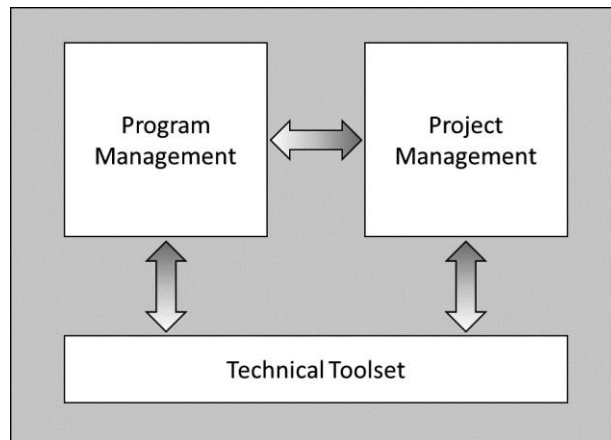 Program
Management
Project
Management
Technical Toolset